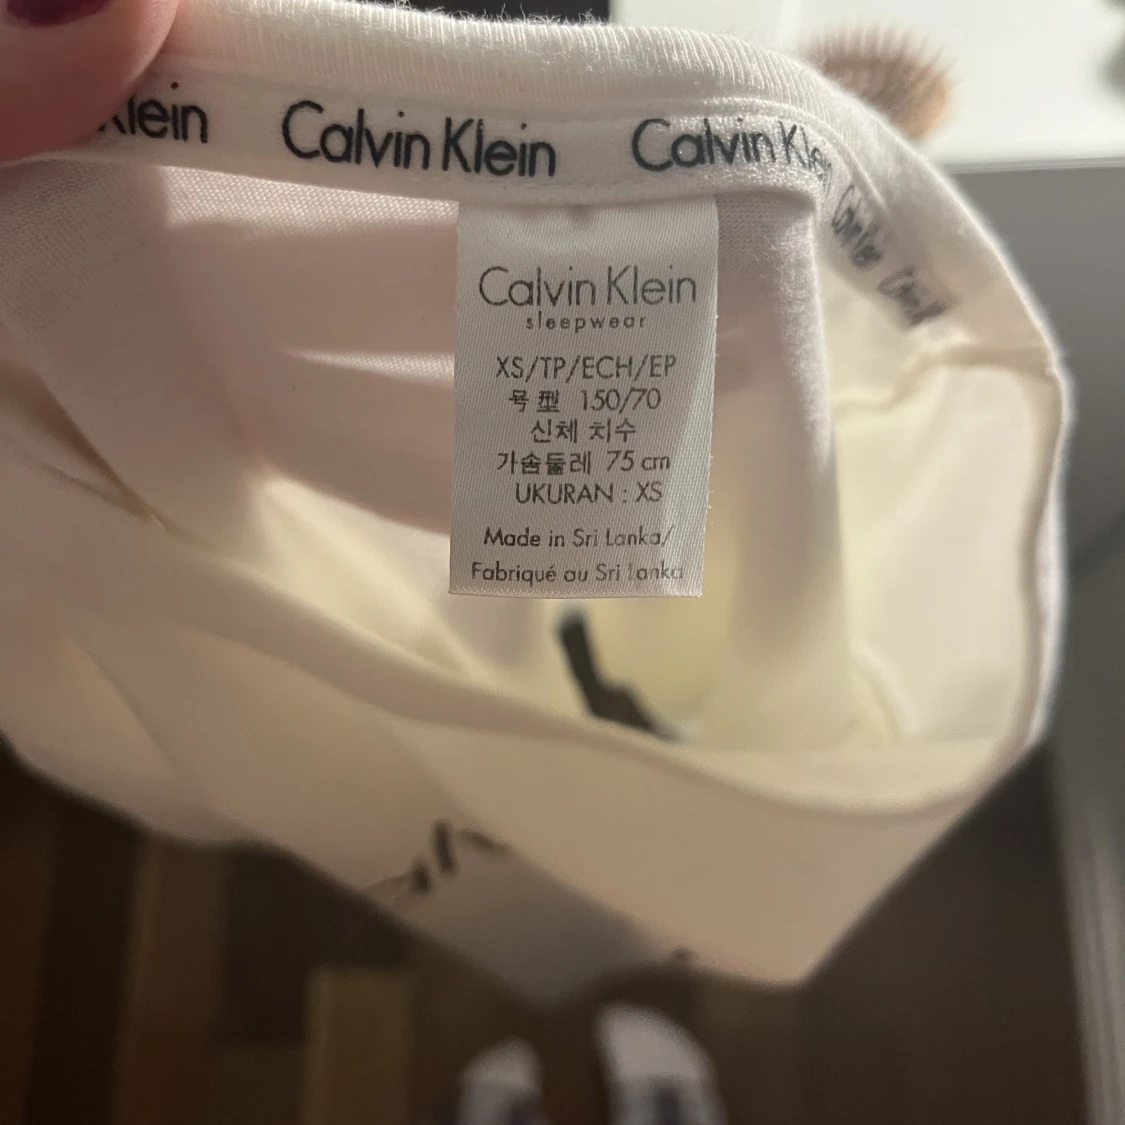 Klein Calvin Klein Calvin Klein
Calvin Klein
sleepwear
XS/TP/ECH/EP
号型 150/70
신체 치수
가슴둘레 75 cm
UKURAN : XS
Made in Sri Lanka/
Fabriqué au Sri Lanka